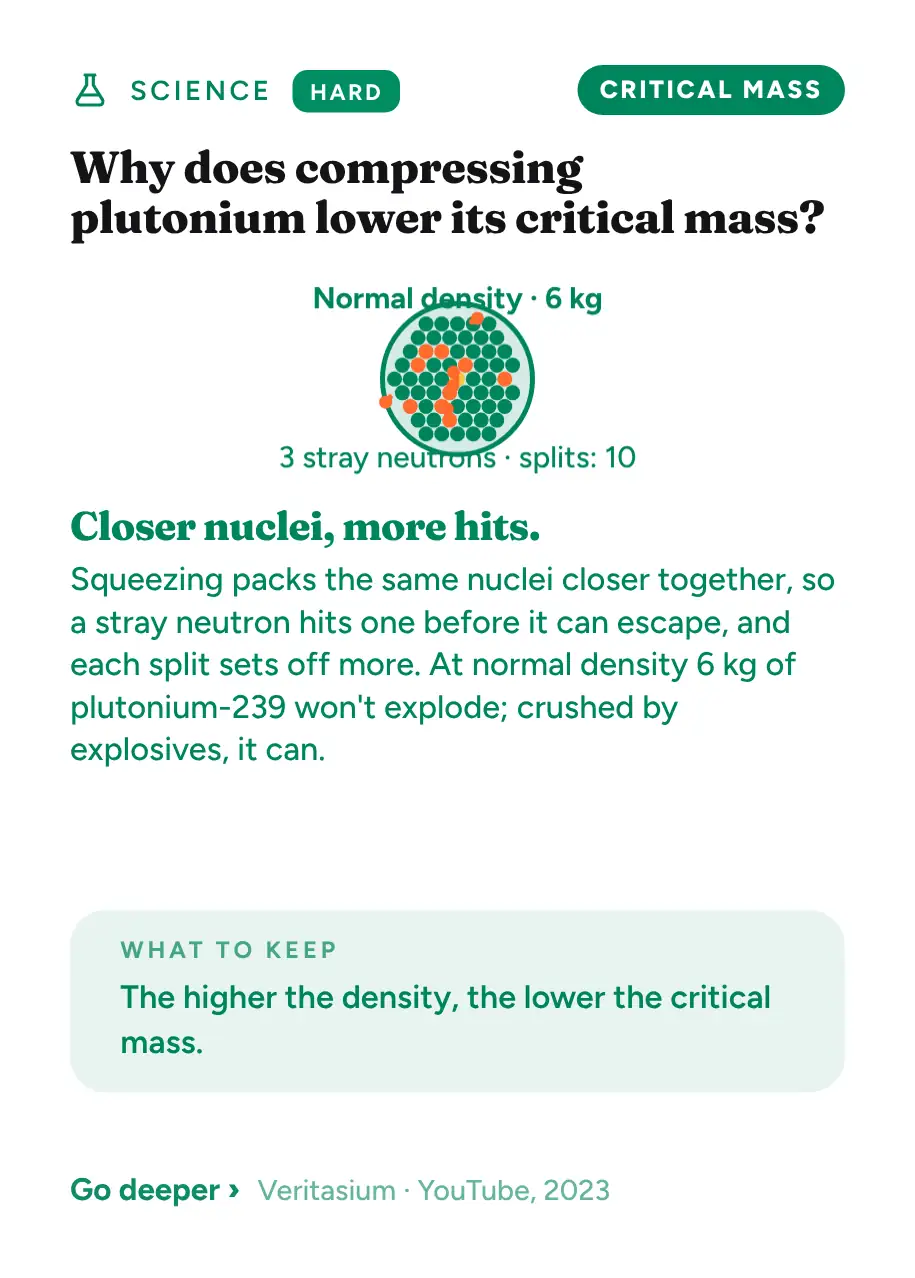 SCIENCE HARD CRITICAL MASS
Why does compressing
plutonium lower its critical mass?
Normal density · 6 kg
3 stray neutrons · splits: 10
Closer nuclei, more hits.
Squeezing packs the same nuclei closer together, so
a stray neutron hits one before it can escape, and
each split sets off more. At normal density 6 kg of
plutonium-239 won't explode; crushed by
explosives, it can.
WHAT TO KEEP
The higher the density, the lower the critical
mass.
Go deeper › Veritasium · YouTube, 2023